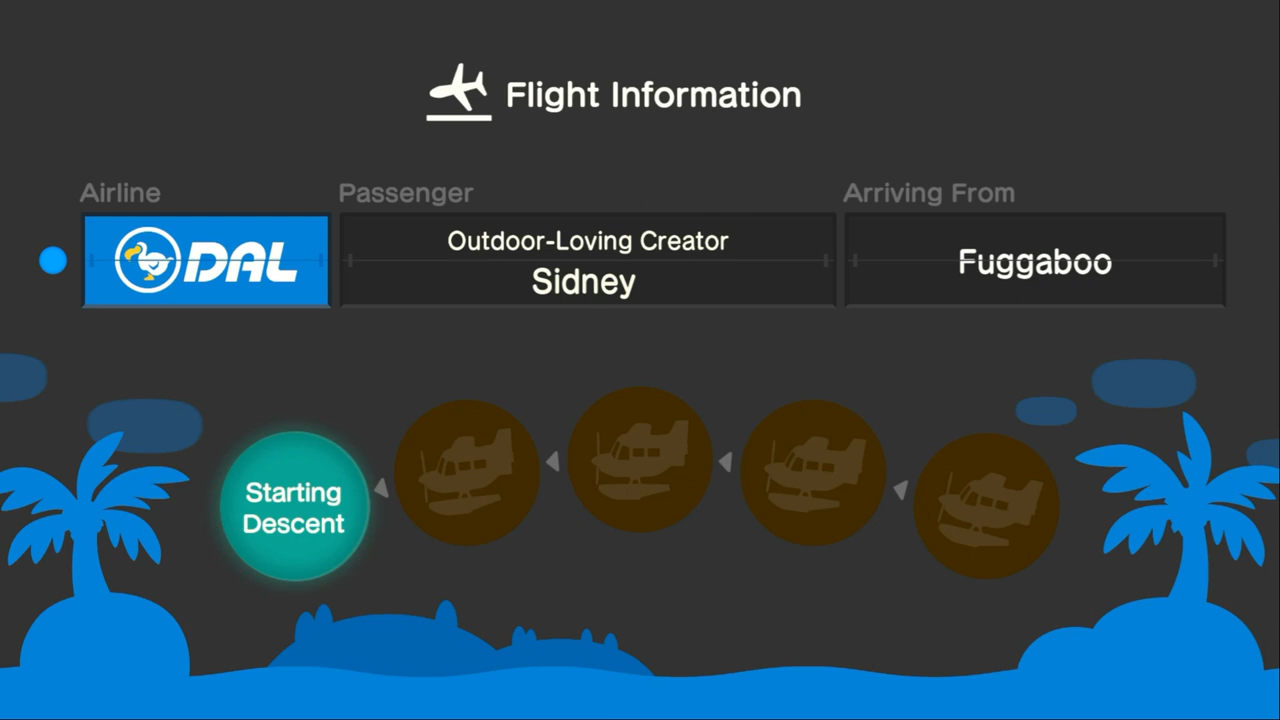 Flight Information
Airline
Passenger
Arriving From
DAL
Outdoor-Loving Creator
Sidney
Fuggaboo
Starting
Descent